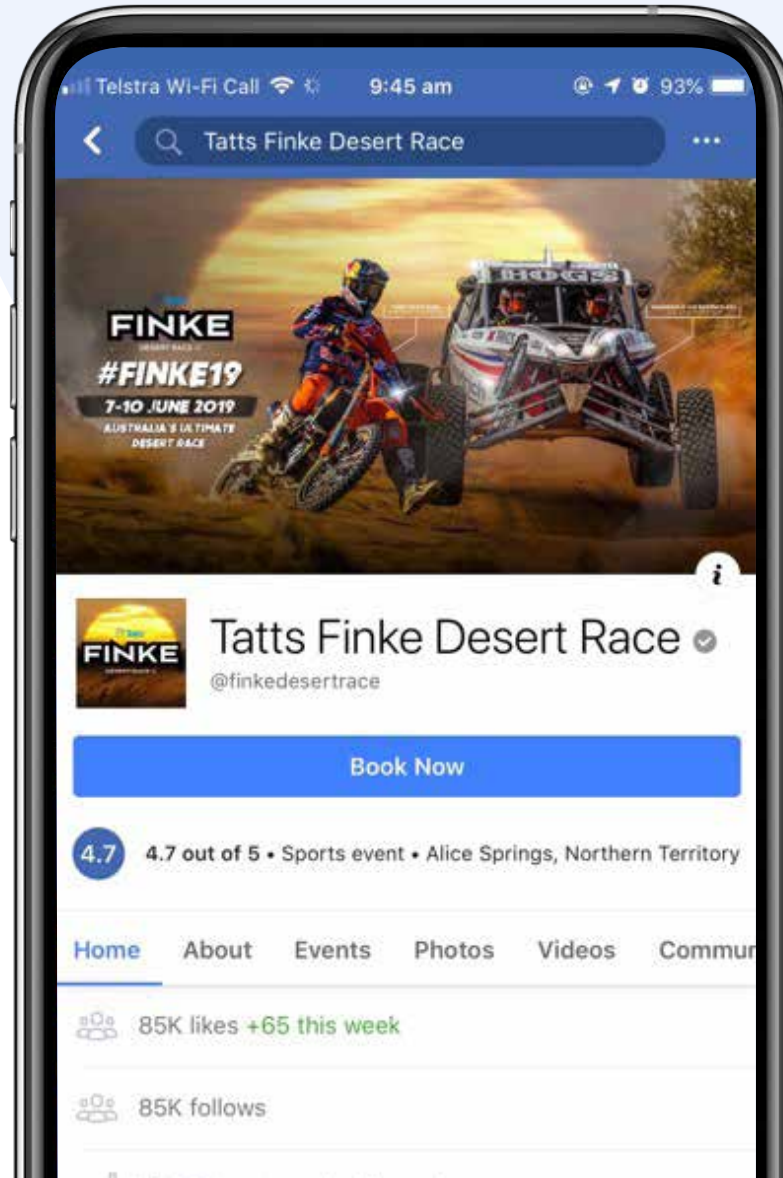 Telstra Wi-Fi Call 9:45 am 93%
Tatts Finke Desert Race
HOGS
FINKE
#FINKE19
7-10 JUNE 2019
AUSTRALIA'S ULTIMATE
DESERT RACE
FINKE
Tatts Finke Desert Race
@finkedesertrace
Book Now
4.7 4.7 out of 5 • Sports event • Alice Springs, Northern Territory
Home About Events Photos Videos Commun
85K likes +65 this week
85K follows